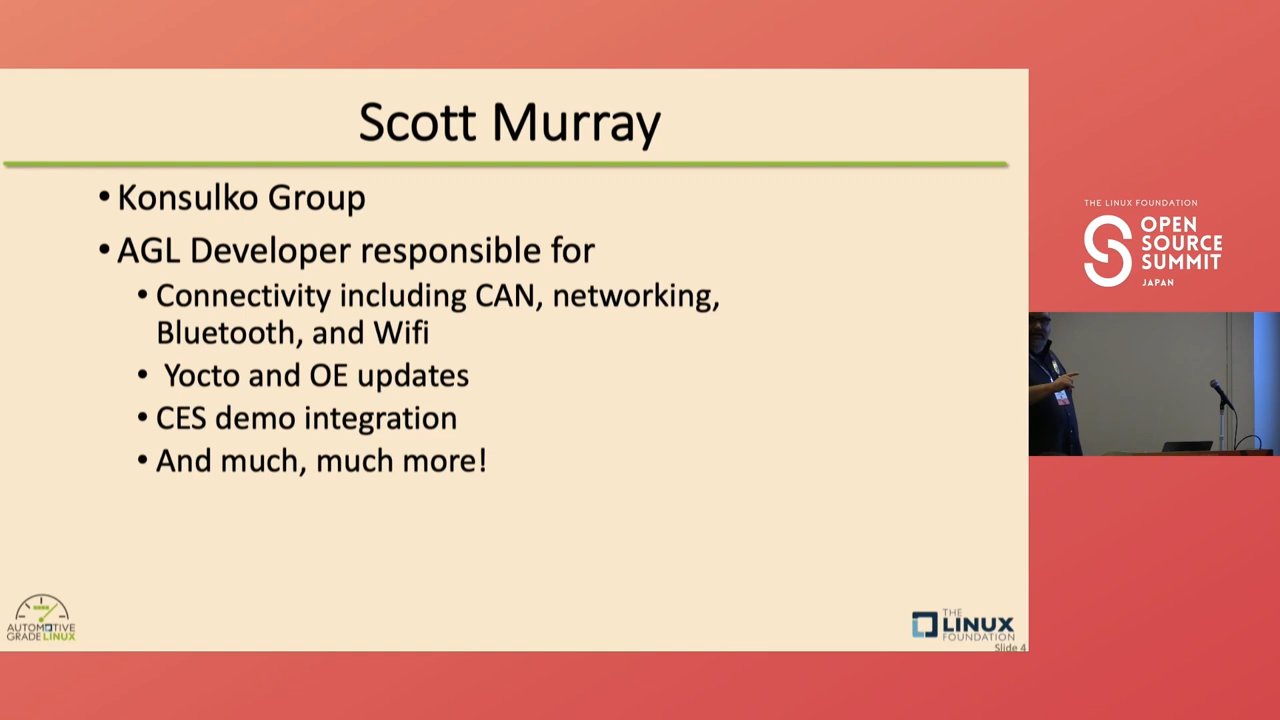 Scott Murray
• Konsulko Group
• AGL Developer responsible for
• Connectivity including CAN, networking,
Bluetooth, and Wifi
• Yocto and OE updates
• CES demo integration
• And much, much more!
AUTOMOTIVE
GRADE LINUX
THE
LINUX
FOUNDATION
Slide 4
THE LINUX FOUNDATION
OPEN
SOURCE
SUMMIT
JAPAN